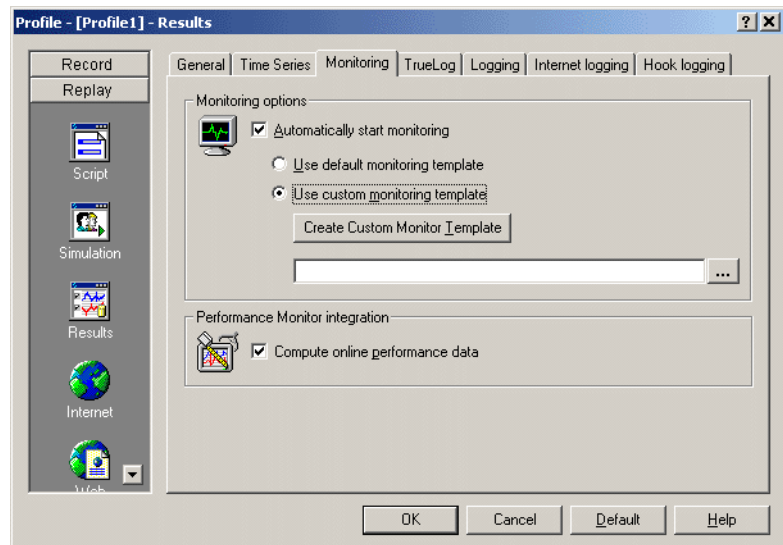 Profile - [Profile1] - Results
Record
Replay
Script
Simulation
Results
Internet
Web
General
Time Series
Monitoring
TrueLog
Logging
Internet logging
Hook logging
Monitoring options
Automatically start monitoring
Use default monitoring template
Use custom monitoring template
Create Custom Monitor Template
...
Performance Monitor integration
Compute online performance data
OK
Cancel
Default
Help